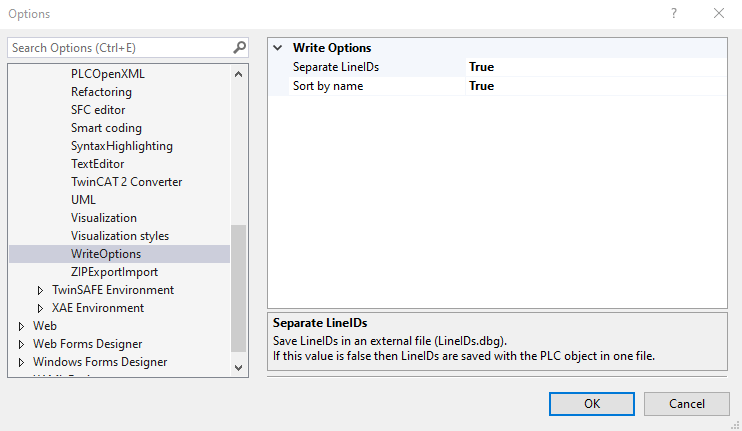 Options
Search Options (Ctrl+E)
PLCOpenXML
Refactoring
SFC editor
Smart coding
SyntaxHighlighting
TextEditor
TwinCAT 2 Converter
UML
Visualization
Visualization styles
WriteOptions
ZIPExportImport
TwinSAFE Environment
XAE Environment
Web
Web Forms Designer
Windows Forms Designer
Write Options
Separate LineIDs True
Sort by name True
Separate LineIDs
Save LineIDs in an external file (LineIDs.dbg).
If this value is false then LineIDs are saved with the PLC object in one file.
OK
Cancel